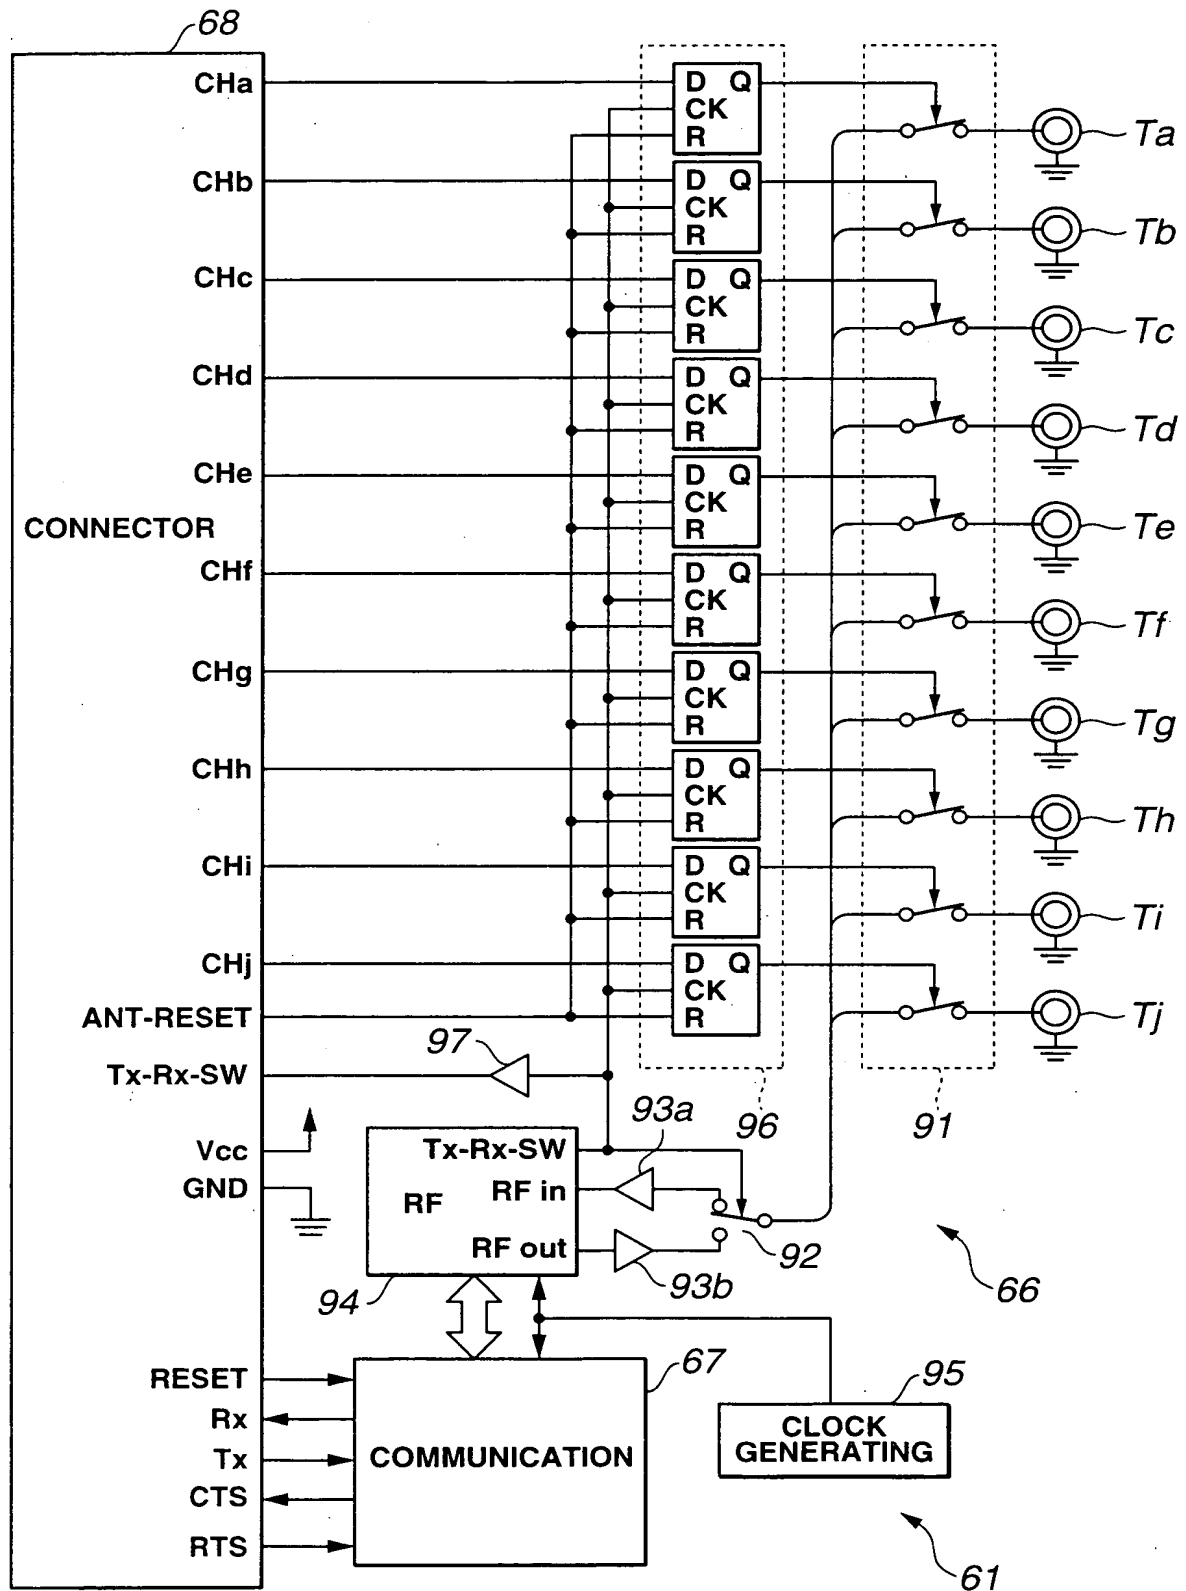 68
CHa
D Q
CK
R
Ta
CHb
D Q
CK
R
Tb
CHc
D Q
CK
R
Tc
CHd
D Q
CK
R
Td
CHe
D Q
CK
R
Te
CONNECTOR
CHf
D Q
CK
R
Tf
CHg
D Q
CK
R
Tg
CHh
D Q
CK
R
Th
CHi
D Q
CK
R
Ti
CHj
D Q
CK
R
Tj
ANT-RESET
Tx-Rx-SW
97
96
91
93a
Vcc
GND
Tx-Rx-SW
RF in
RF
RF out
92
93b
94
66
RESET
Rx
Tx
CTS
RTS
67
COMMUNICATION
95
CLOCK
GENERATING
61